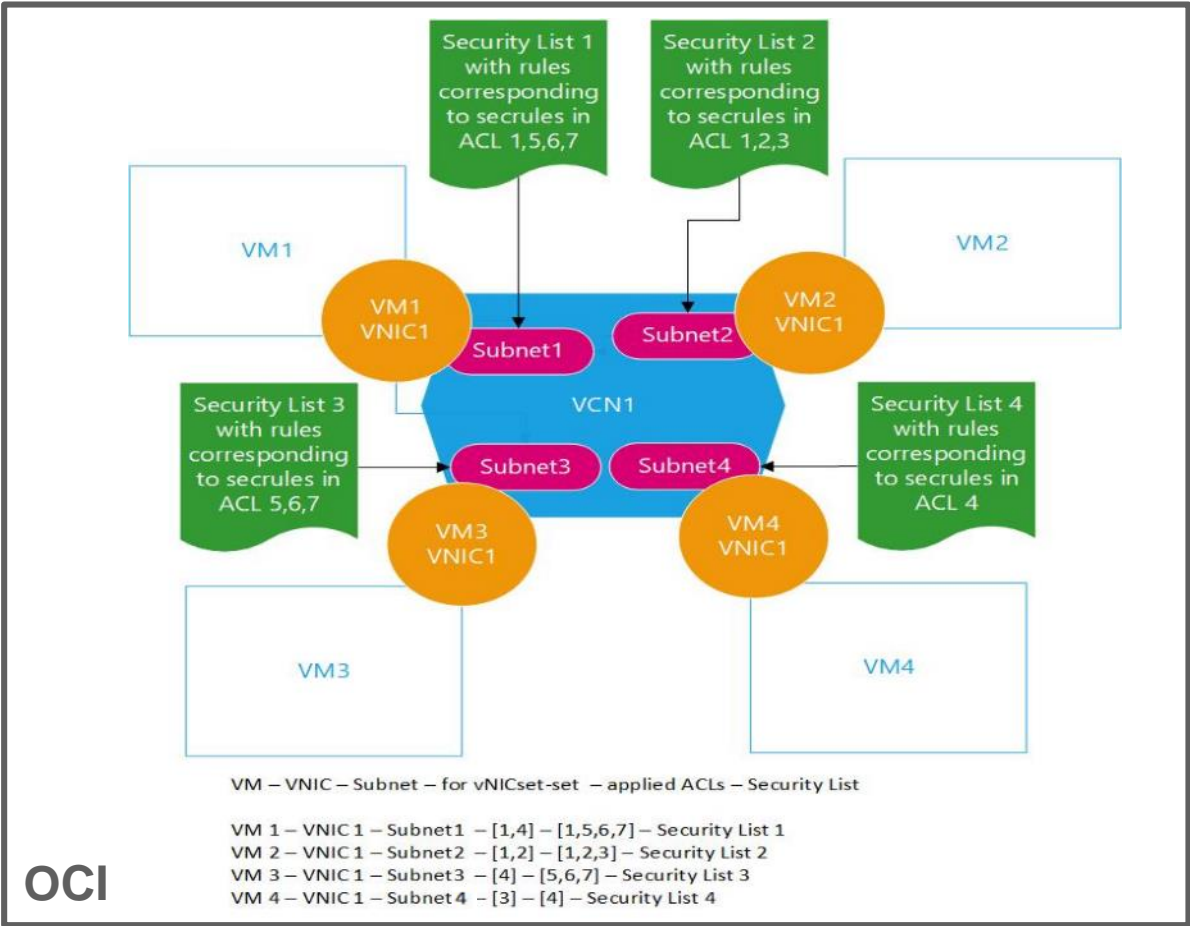 Security List 1
with rules
corresponding
to secrules in
ACL 1,5,6,7
Security List 2
with rules
corresponding
to secrules in
ACL 1,2,3
VM1
VM2
VM1
VNIC1
VM2
VNIC1
Subnet1
Subnet2
VCN1
Security List 3
with rules
corresponding
to secrules in
ACL 5,6,7
Security List 4
with rules
corresponding
to secrules in
ACL 4
Subnet3
Subnet4
VM3
VNIC1
VM4
VNIC1
VM3
VM4
VM – VNIC – Subnet – for vNICset-set – applied ACLs – Security List
VM 1 – VNIC 1 – Subnet1 – [1,4] – [1,5,6,7] – Security List 1
VM 2 – VNIC 1 – Subnet2 – [1,2] – [1,2,3] – Security List 2
VM 3 – VNIC 1 – Subnet3 – [4] – [5,6,7] – Security List 3
VM 4 – VNIC 1 – Subnet4 – [3] – [4] – Security List 4
OCI